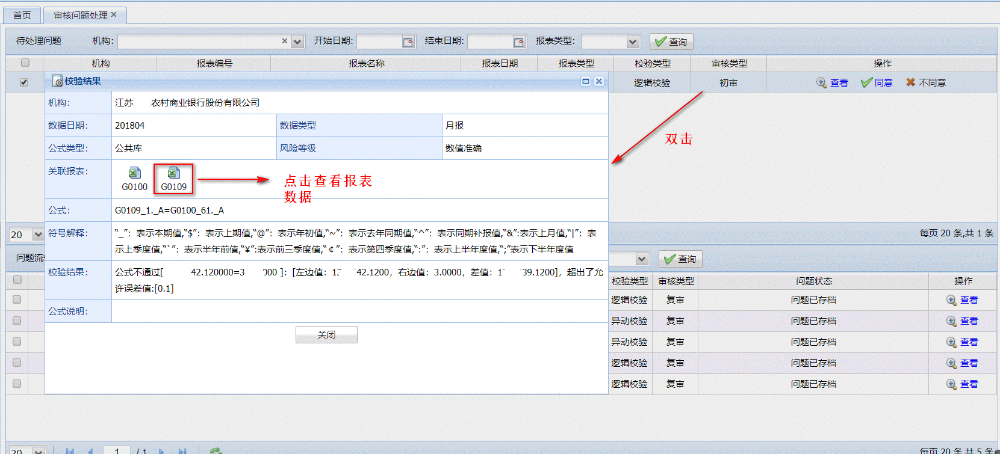 首页 审核问题处理
待处理问题 机构: 开始日期: 结束日期: 报表类型: 查询
机构 报表编号 报表名称 报表日期 报表类型 校验类型 审核类型 操作
逻辑校验 初审 查看 同意 不同意
校验结果
机构: 江苏 农村商业银行股份有限公司
数据日期: 201804 数据类型 月报
公式类型: 公共库 风险等级 数值准确
双击
关联报表: G0100 G0109
点击查看报表
数据
公式: G0109_1._A=G0100_61._A
符号解释: “_”：表示本期值,“$”：表示上期值,“@”：表示年初值,“~”：表示去年同期值,“^”：表示同期补报值,“&”:表示上月值,“|”：表
示上季度值,“`”：表示半年前值,“¥”:表示前三季度值,“￠”：表示第四季度值,“:”：表示上半年度值,“;”表示下半年度值
校验结果: 公式不通过[ 42.120000=3 000 ]：[左边值：13 42.1200，右边值：3.0000，差值：1 39.1200]，超出了允
许误差值:[0.1]
公式说明:
关闭
20 每页 20 条,共 1 条
问题流 查询
校验类型 审核类型 问题状态 操作
逻辑校验 复审 问题已存档 查看
异动校验 复审 问题已存档 查看
异动校验 复审 问题已存档 查看
逻辑校验 复审 问题已存档 查看
逻辑校验 复审 问题已存档 查看
20 1 / 1 每页 20 条,共 5 条